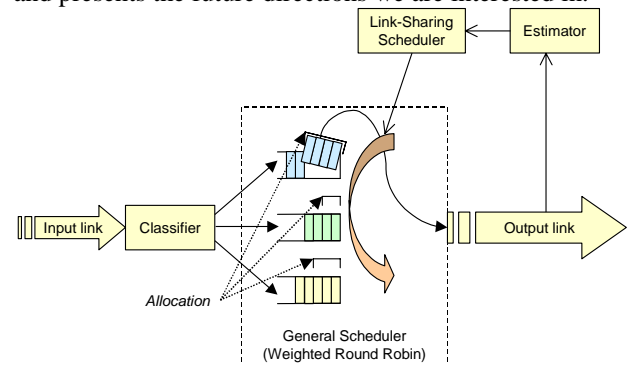 and presents the future directions we are interested in.
Link-Sharing
Scheduler
Estimator
Input link
Classifier
Output link
Allocation
General Scheduler
(Weighted Round Robin)